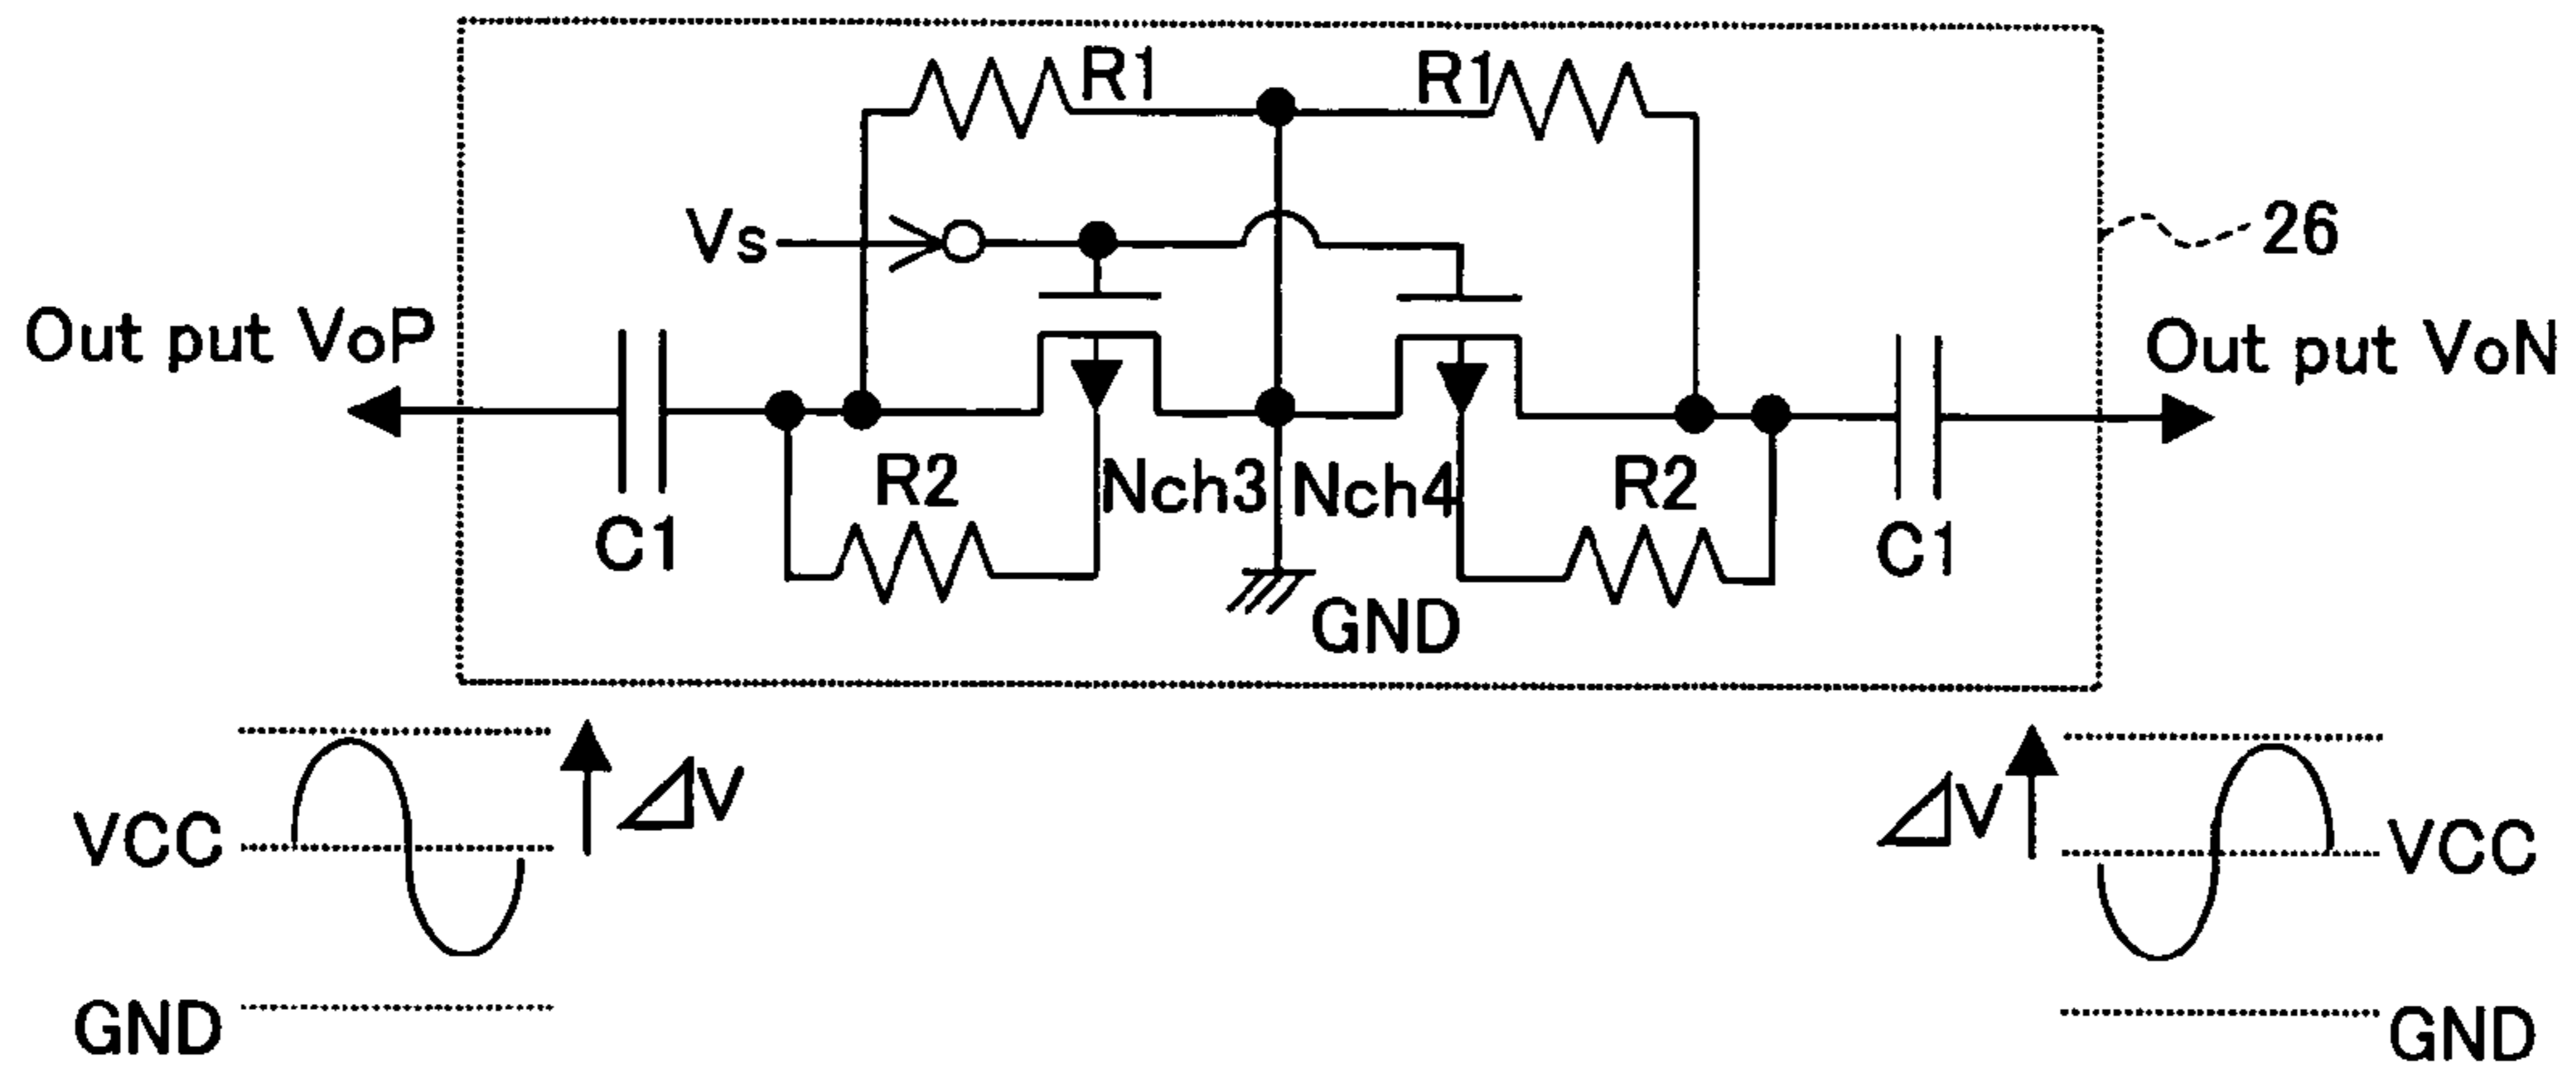 R1
R1
Vs
26
Out put VoP
Out put VoN
R2
Nch3
Nch4
R2
C1
C1
GND
⊿V
⊿V
VCC
VCC
GND
GND